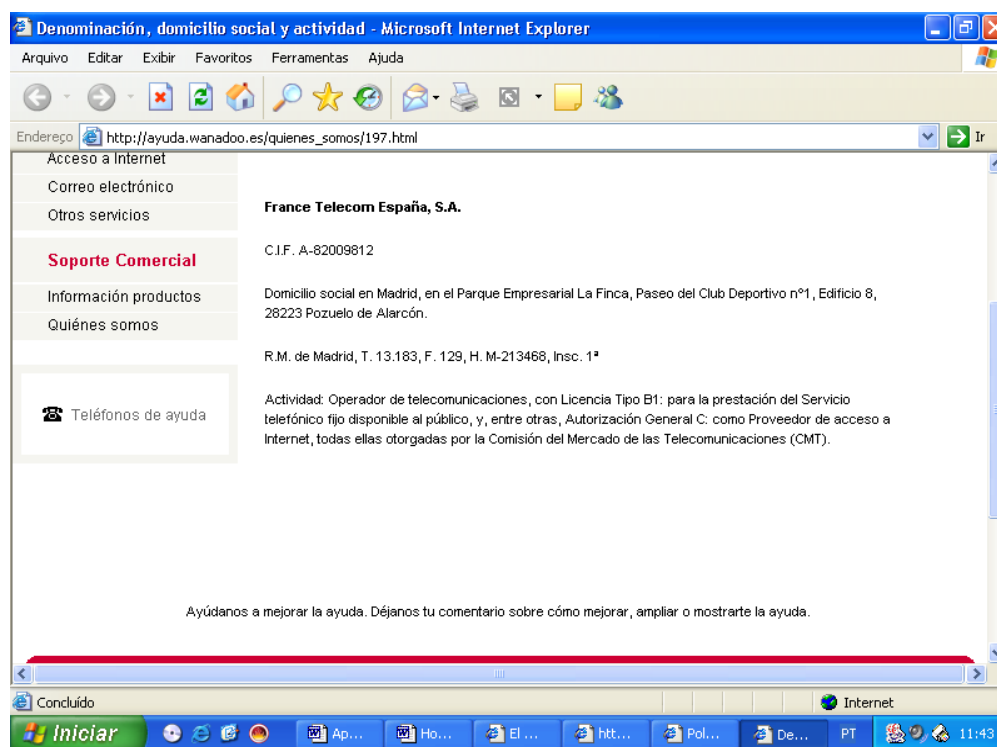 Denominación, domicilio social y actividad - Microsoft Internet Explorer
Arquivo Editar Exibir Favoritos Ferramentas Ajuda
Endereço http://ayuda.wanadoo.es/quienes_somos/197.html Ir
Acceso a Internet
Correo electrónico
Otros servicios
Soporte Comercial
Información productos
Quiénes somos
Teléfonos de ayuda
France Telecom España, S.A.
C.I.F. A-82009812
Domicilio social en Madrid, en el Parque Empresarial La Finca, Paseo del Club Deportivo nº1, Edificio 8,
28223 Pozuelo de Alarcón.
R.M. de Madrid, T. 13.183, F. 129, H. M-213468, Insc. 1ª
Actividad: Operador de telecomunicaciones, con Licencia Tipo B1: para la prestación del Servicio
telefónico fijo disponible al público, y, entre otras, Autorización General C: como Proveedor de acceso a
Internet, todas ellas otorgadas por la Comisión del Mercado de las Telecomunicaciones (CMT).
Ayúdanos a mejorar la ayuda. Déjanos tu comentario sobre cómo mejorar, ampliar o mostrarte la ayuda.
Concluído Internet
Iniciar Ap... Ho... El ... htt... Pol... De... PT 11:43